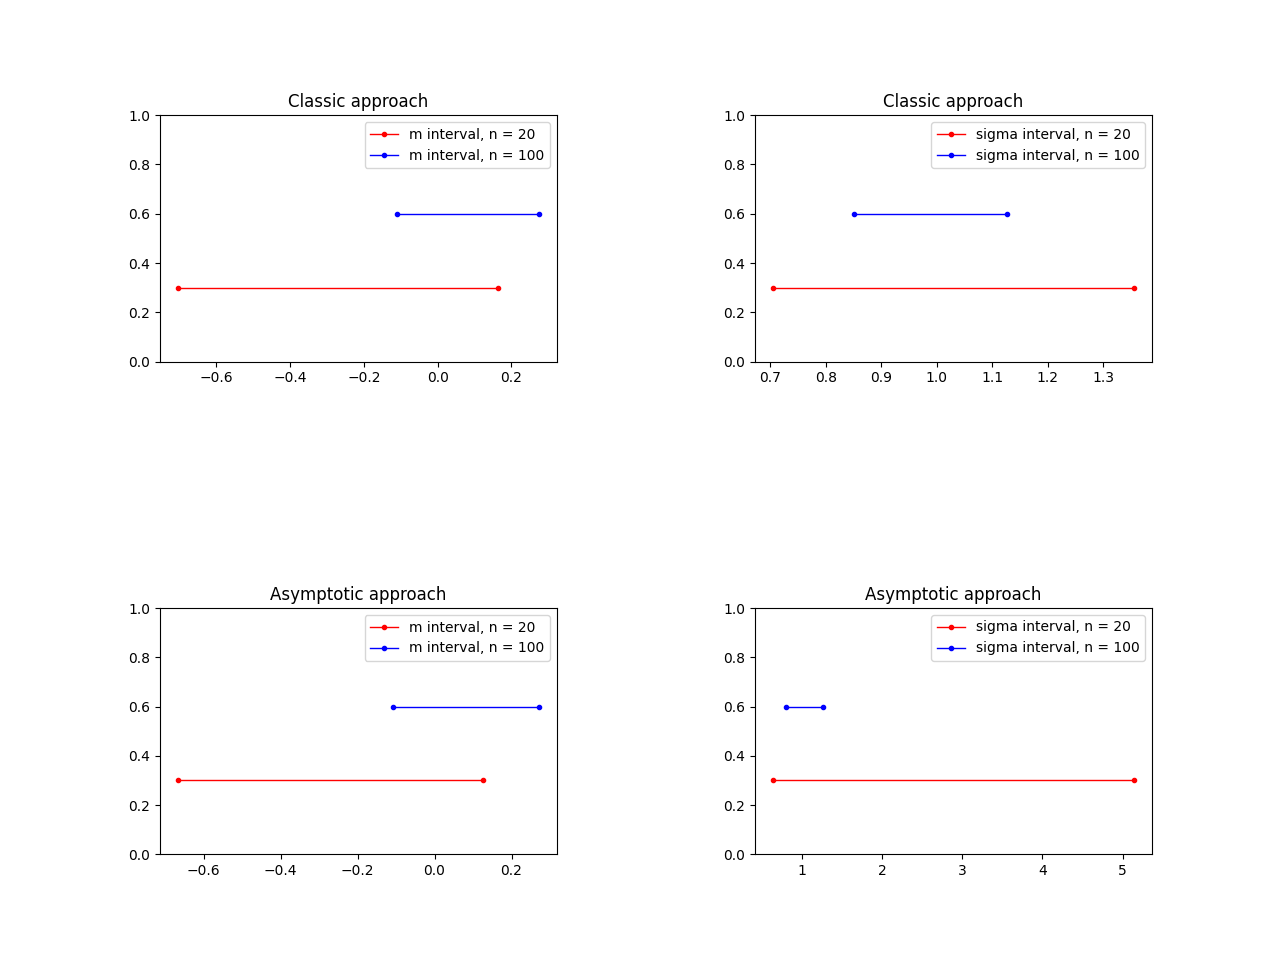 Classic approach
1.0
0.8
0.6
0.4
0.2
0.0
−0.6 −0.4 −0.2 0.0 0.2
m interval, n = 20
m interval, n = 100
Classic approach
1.0
0.8
0.6
0.4
0.2
0.0
0.7 0.8 0.9 1.0 1.1 1.2 1.3
sigma interval, n = 20
sigma interval, n = 100
Asymptotic approach
1.0
0.8
0.6
0.4
0.2
0.0
−0.6 −0.4 −0.2 0.0 0.2
m interval, n = 20
m interval, n = 100
Asymptotic approach
1.0
0.8
0.6
0.4
0.2
0.0
1 2 3 4 5
sigma interval, n = 20
sigma interval, n = 100